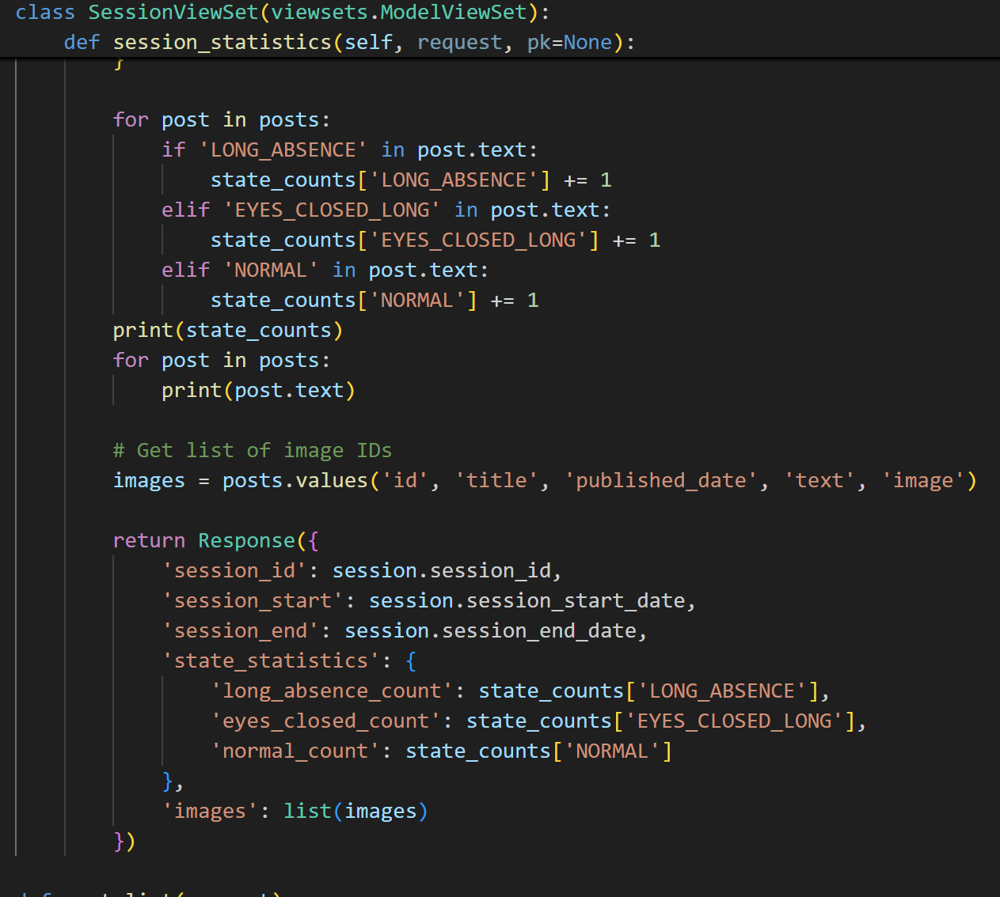 class SessionViewSet(viewsets.ModelViewSet):
    def session_statistics(self, request, pk=None):
        }

        for post in posts:
            if 'LONG_ABSENCE' in post.text:
                state_counts['LONG_ABSENCE'] += 1
            elif 'EYES_CLOSED_LONG' in post.text:
                state_counts['EYES_CLOSED_LONG'] += 1
            elif 'NORMAL' in post.text:
                state_counts['NORMAL'] += 1
        print(state_counts)
        for post in posts:
            print(post.text)

        # Get list of image IDs
        images = posts.values('id', 'title', 'published_date', 'text', 'image')

        return Response({
            'session_id': session.session_id,
            'session_start': session.session_start_date,
            'session_end': session.session_end_date,
            'state_statistics': {
                'long_absence_count': state_counts['LONG_ABSENCE'],
                'eyes_closed_count': state_counts['EYES_CLOSED_LONG'],
                'normal_count': state_counts['NORMAL']
            },
            'images': list(images)
        })